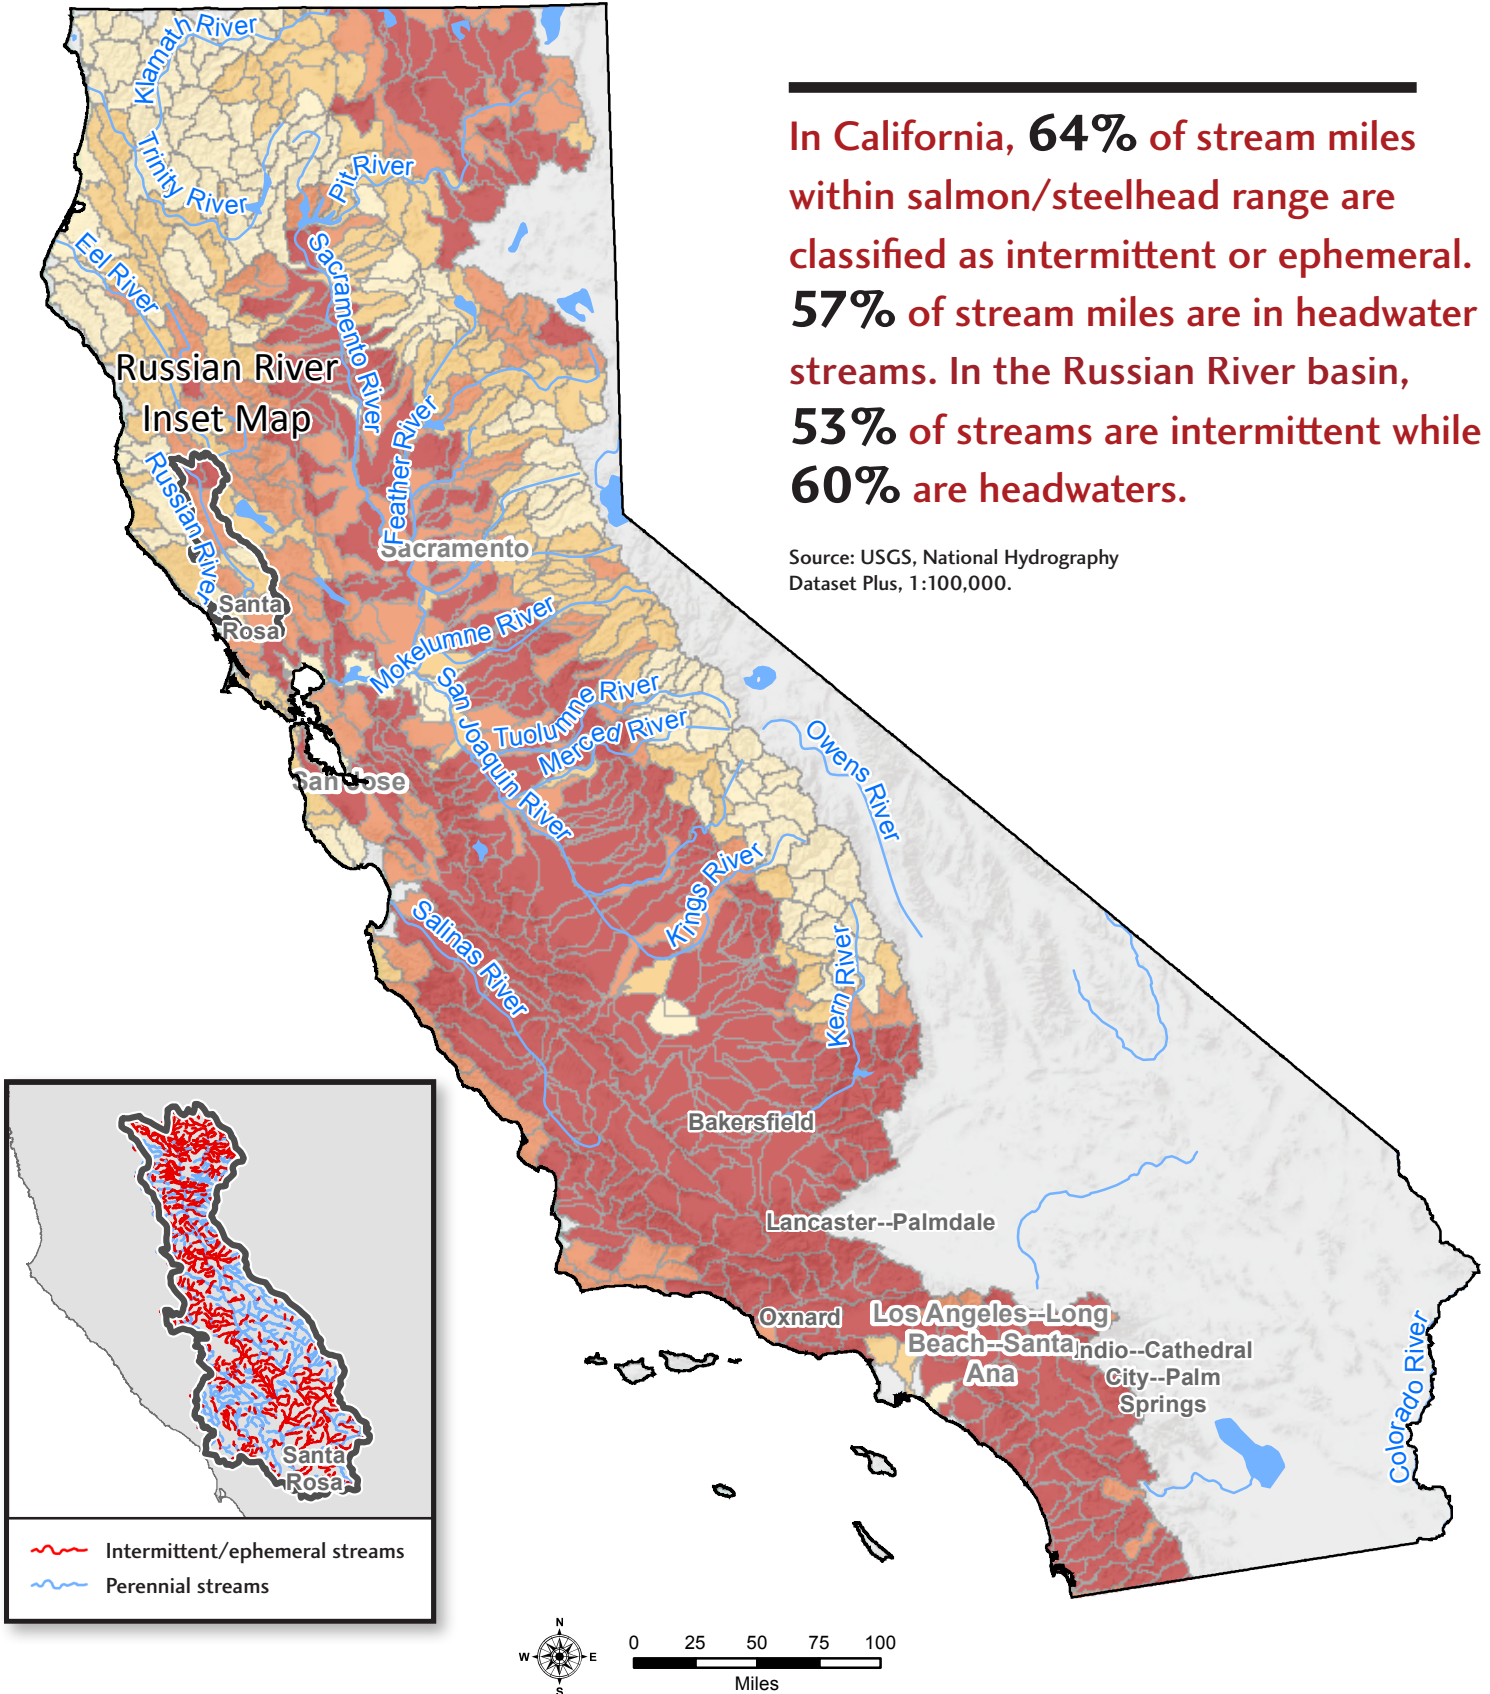 In California, 64% of stream miles
within salmon/steelhead range are
classified as intermittent or ephemeral.
57% of stream miles are in headwater
streams. In the Russian River basin,
53% of streams are intermittent while
60% are headwaters.
Source: USGS, National Hydrography
Dataset Plus, 1:100,000.
Klamath River
Trinity River
Pit River
Eel River
Sacramento River
Russian River
Inset Map
Feather River
Russian River
Sacramento
Santa
Rosa
Mokelumne River
San Joaquin River
Tuolumne River
Merced River
Owens River
San Jose
Kings River
Salinas River
Kern River
Bakersfield
Lancaster--Palmdale
Oxnard
Los Angeles--Long
Beach--Santa
Ana
Indio--Cathedral
City--Palm
Springs
Colorado River
Santa
Rosa
Intermittent/ephemeral streams
Perennial streams
N
W E
S
0 25 50 75 100
Miles